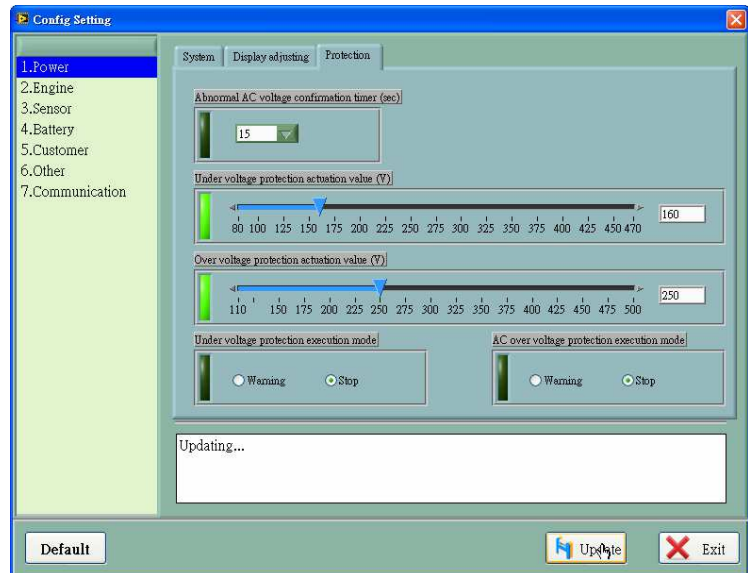 Config Setting
1.Power
2.Engine
3.Sensor
4.Battery
5.Customer
6.Other
7.Communication
System Display adjusting Protection
Abnormal AC voltage confirmation timer (sec)
15
Under voltage protection actuation value (V)
80 100 125 150 175 200 225 250 275 300 325 350 375 400 425 450 470
160
Over voltage protection actuation value (V)
110 150 175 200 225 250 275 300 325 350 375 400 425 450 475 500
250
Under voltage protection execution mode
Warning Stop
AC over voltage protection execution mode
Warning Stop
Updating...
Default Update Exit